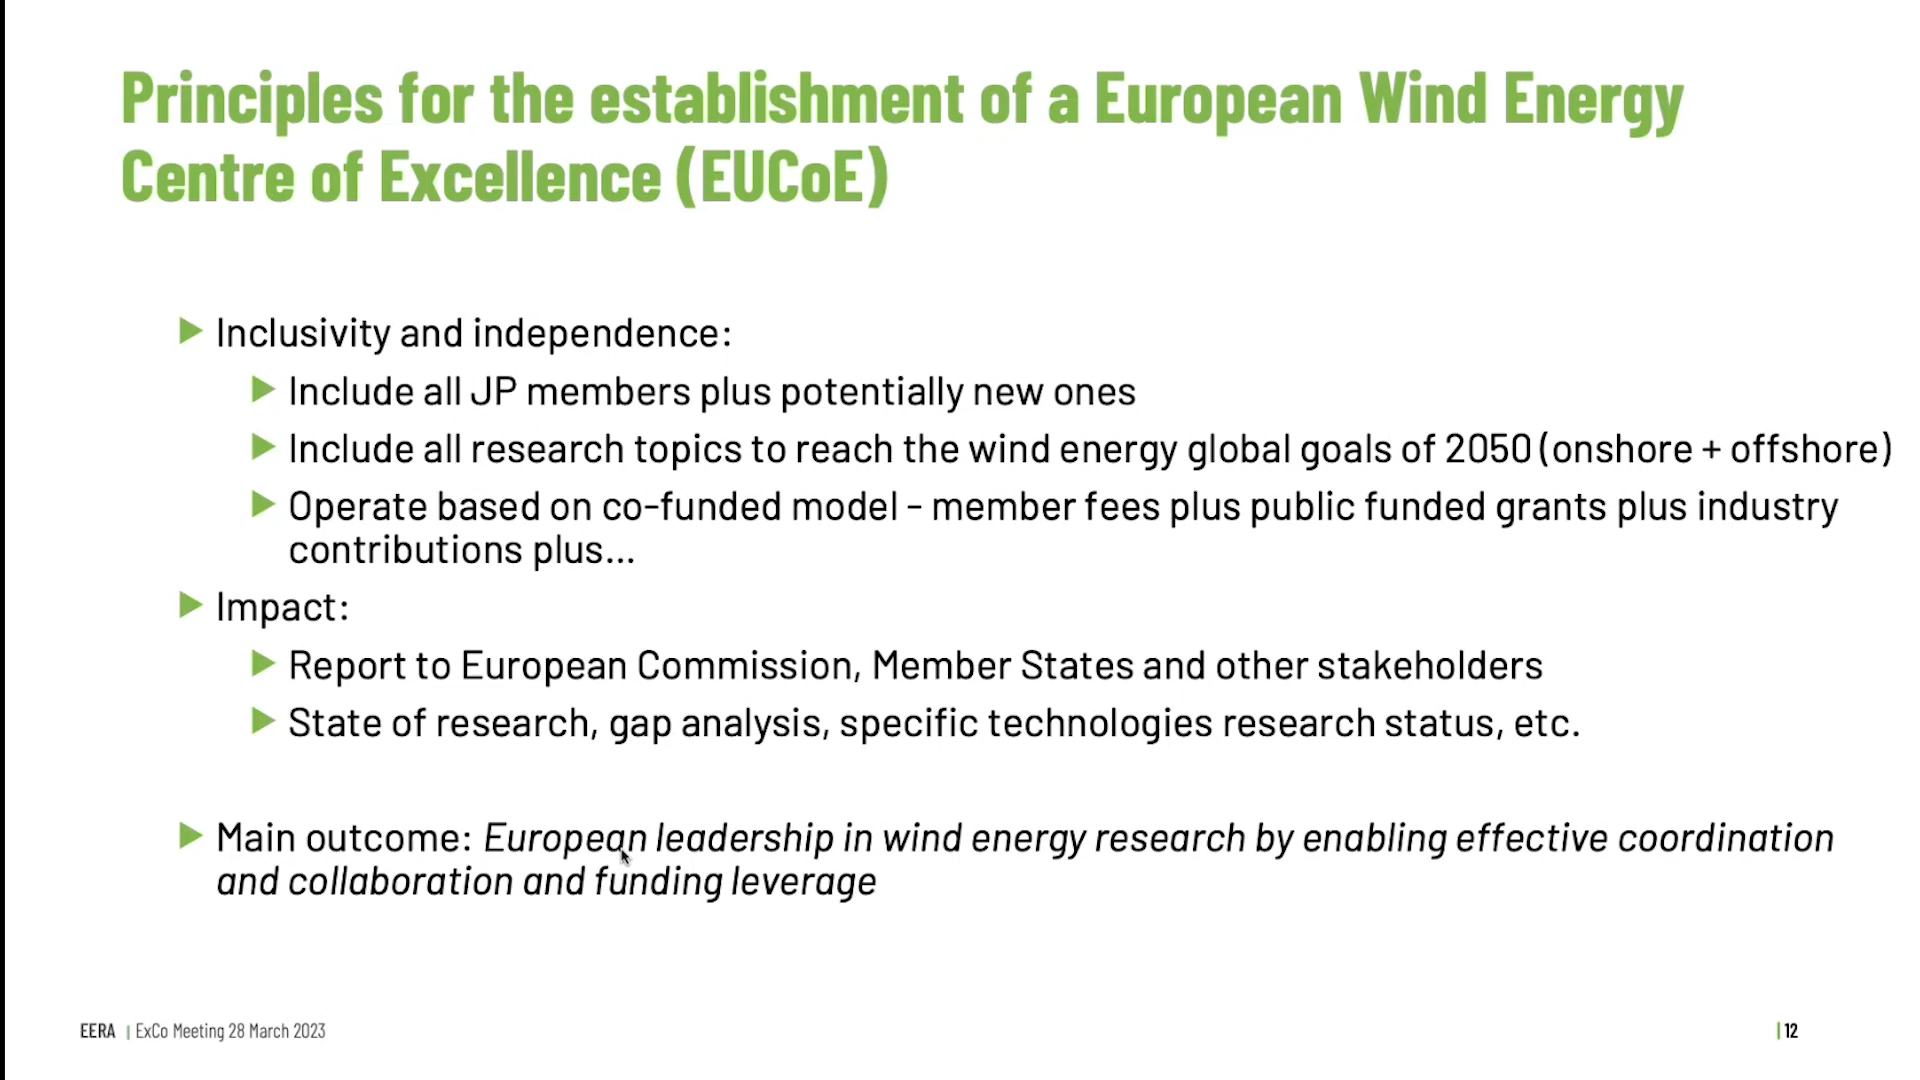 Principles for the establishment of a European Wind Energy
Centre of Excellence (EUCoE)
Inclusivity and independence:
Include all JP members plus potentially new ones
Include all research topics to reach the wind energy global goals of 2050 (onshore + offshore)
Operate based on co-funded model - member fees plus public funded grants plus industry
contributions plus...
Impact:
Report to European Commission, Member States and other stakeholders
State of research, gap analysis, specific technologies research status, etc.
Main outcome: European leadership in wind energy research by enabling effective coordination
and collaboration and funding leverage
EERA | ExCo Meeting 28 March 2023
| 12